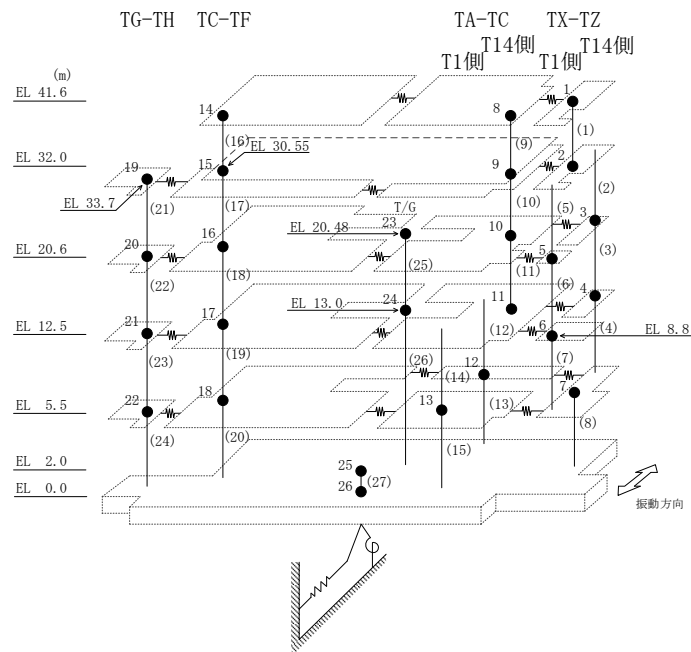 TG-TH TC-TF TA-TC TX-TZ
T14側 T14側
T1側 T1側
(m)
EL 41.6
14 8 1
(16) (9) (1)
EL 30.55
EL 32.0
19 15 9 2
EL 33.7
(21) (17) (10) (2)
T/G
EL 20.48
23 (5) 3
16 10
EL 20.6
20 5 (3)
(22) (18) (25) (11)
EL 13.0
24 11 (6) 4
EL 12.5
21 17 (12) 6 (4) EL 8.8
(23) (19)
(26) 12 (7)
(14) 7
EL 5.5
22 18 13 (13)
(24) (20) (15) (8)
EL 2.0
25
EL 0.0
26 (27)
振動方向